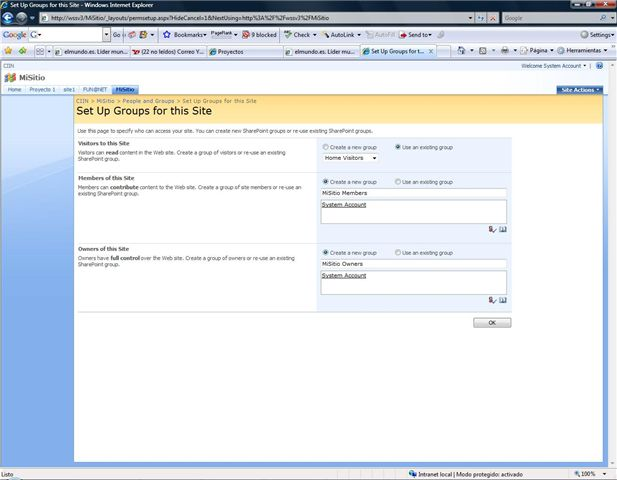 Set Up Groups for this Site - Windows Internet Explorer
http://wssv3/MiSitio/_layouts/permsetup.aspx?HideCancel=1&NextUsing=http%3A%2F%2Fwssv3%2FMiSitio
Google G Go Bookmarks PageRank 9 blocked Check AutoLink AutoFill Send to Settings
elmundo.es. Líder mun... (22 no leídos) Correo Y... Proyectos elmundo.es. Líder mu... Set Up Groups for t... Página Herramientas
CIIN Welcome System Account
MiSitio
Home Proyecto 1 site1 FUN@NET MiSitio Site Actions
CIIN > MiSitio > People and Groups > Set Up Groups for this Site
Set Up Groups for this Site
Use this page to specify who can access your site. You can create new SharePoint groups or re-use existing SharePoint groups.
Visitors to this Site
Visitors can read content in the Web site. Create a group of visitors or re-use an existing
SharePoint group.
Create a new group Use an existing group
Home Visitors
Members of this Site
Members can contribute content to the Web site. Create a group of site members or re-use an
existing SharePoint group.
Create a new group Use an existing group
MiSitio Members
System Account
Owners of this Site
Owners have full control over the Web site. Create a group of owners or re-use an existing
SharePoint group.
Create a new group Use an existing group
MiSitio Owners
System Account
OK
Listo Intranet local | Modo protegido: activado 100%